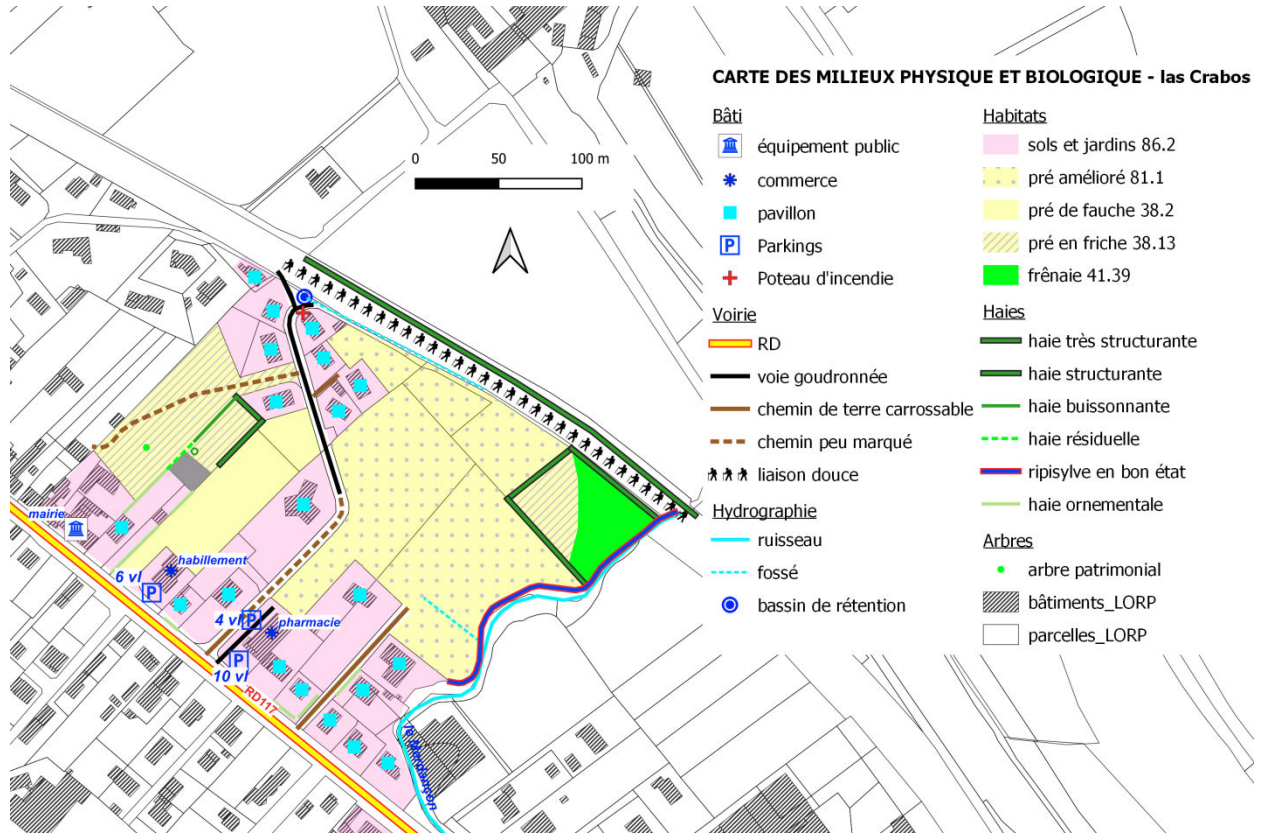 CARTE DES MILIEUX PHYSIQUE ET BIOLOGIQUE - las Crabos
Bâti
équipement public
commerce
pavillon
P Parkings
Poteau d'incendie
Voirie
RD
voie goudronnée
chemin de terre carrossable
chemin peu marqué
liaison douce
Hydrographie
ruisseau
fossé
bassin de rétention
Habitats
sols et jardins 86.2
pré amélioré 81.1
pré de fauche 38.2
pré en friche 38.13
frênaie 41.39
Haies
haie très structurante
haie structurante
haie buissonnante
haie résiduelle
ripisylve en bon état
haie ornementale
Arbres
arbre patrimonial
bâtiments_LORP
parcelles_LORP
0 50 100 m
mairie
habillement
6 vl
P
4 vl P
pharmacie
P
10 vl
RD117
le Merdançon